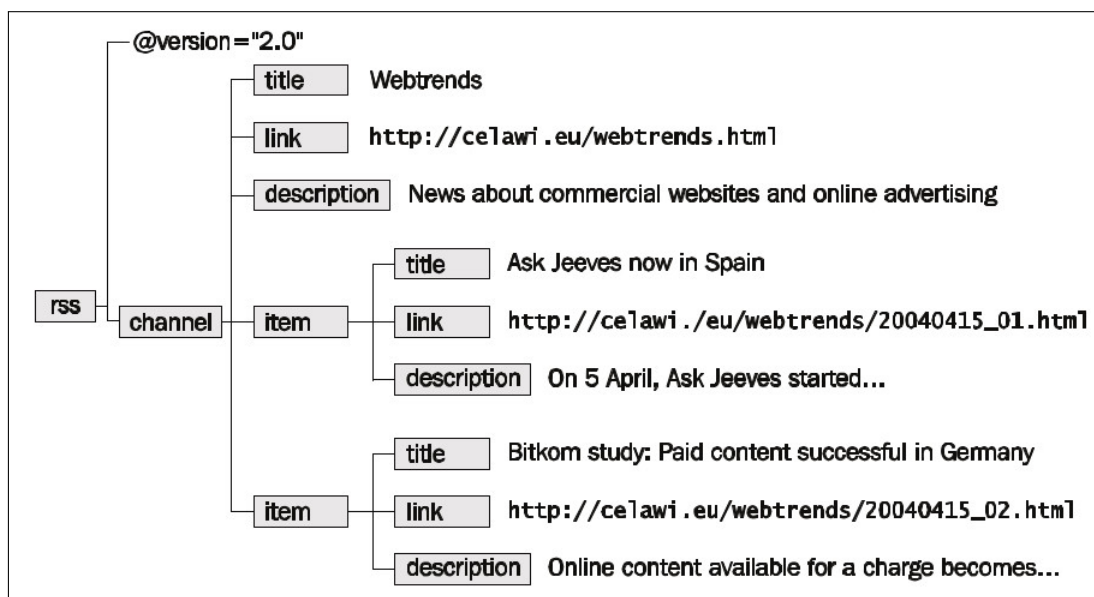 @version="2.0"
title Webtrends
link http://celawi.eu/webtrends.html
description News about commercial websites and online advertising
title Ask Jeeves now in Spain
rss
channel item link http://celawi./eu/webtrends/20040415_01.html
description On 5 April, Ask Jeeves started...
title Bitkom study: Paid content successful in Germany
item link http://celawi.eu/webtrends/20040415_02.html
description Online content available for a charge becomes...